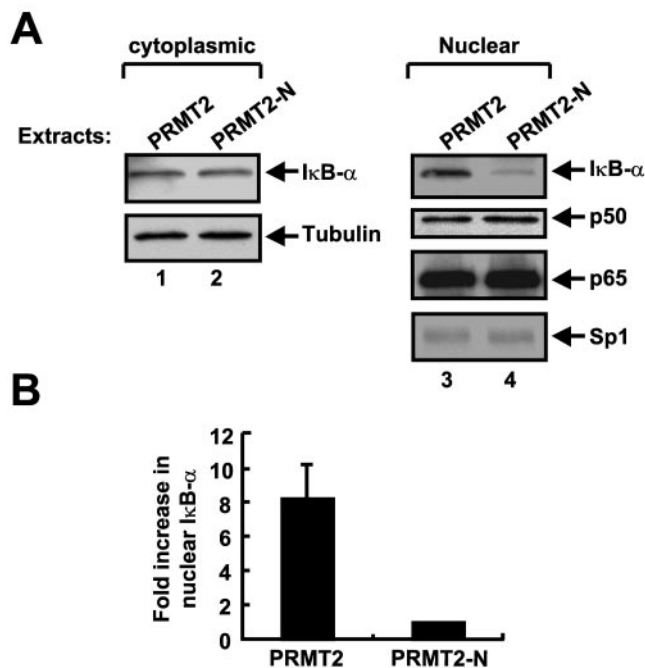 A
cytoplasmic
Nuclear
Extracts:
PRMT2
PRMT2-N
PRMT2
PRMT2-N
IκB-α
Tubulin
1 2
IκB-α
p50
p65
Sp1
3 4
B
Fold increase in
nuclear IκB-α
12
10
8
6
4
2
0
PRMT2 PRMT2-N